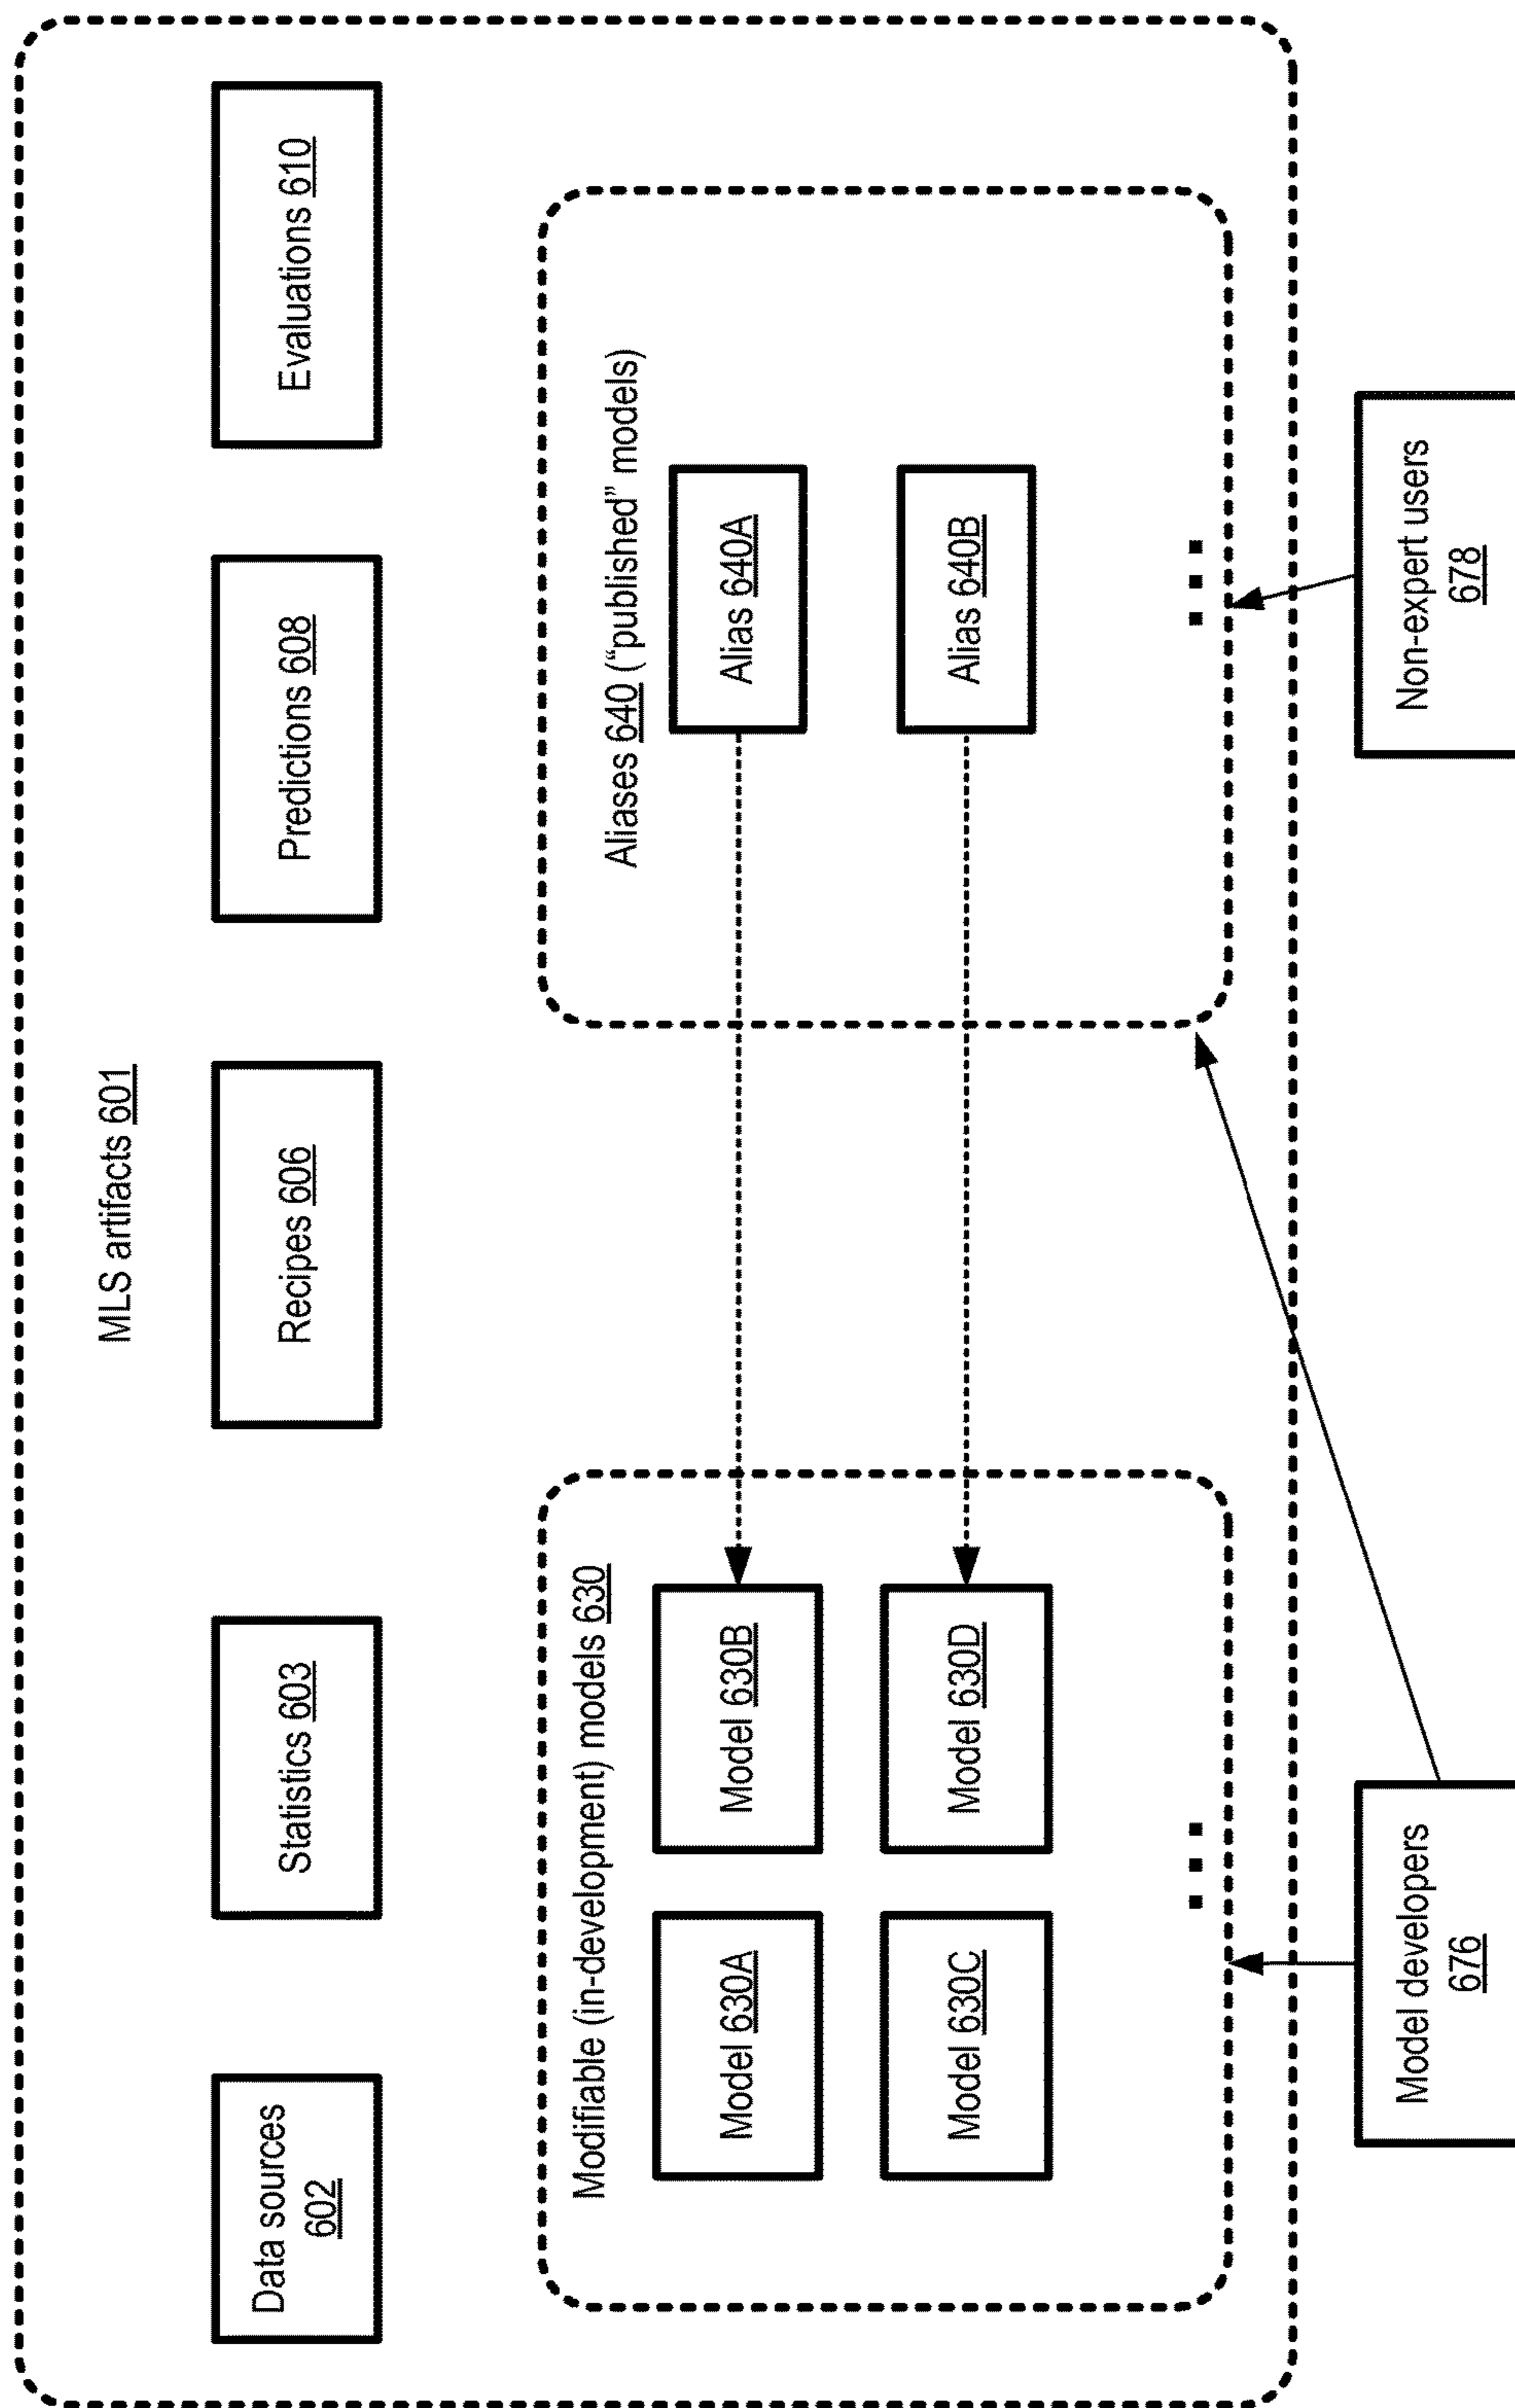 MLS artifacts 601
Data sources
602
Statistics 603
Recipes 606
Predictions 608
Evaluations 610
Modifiable (in-development) models 630
Model 630A
Model 630B
Model 630C
Model 630D
Aliases 640 (“published” models)
Alias 640A
Alias 640B
Model developers
676
Non-expert users
678